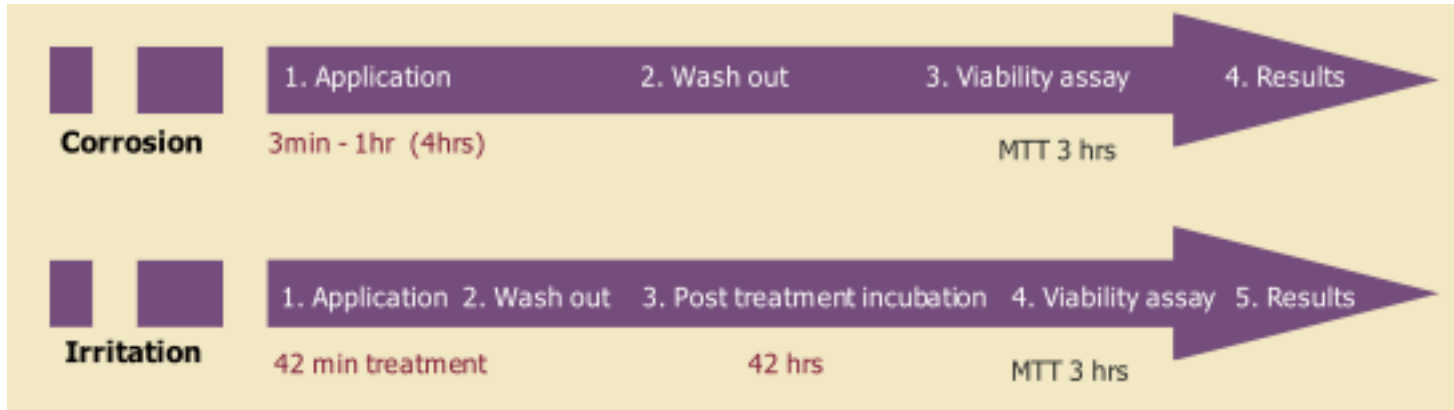 1. Application 2. Wash out 3. Viability assay 4. Results
Corrosion 3min - 1hr (4hrs) MTT 3 hrs
1. Application 2. Wash out 3. Post treatment incubation 4. Viability assay 5. Results
Irritation 42 min treatment 42 hrs MTT 3 hrs